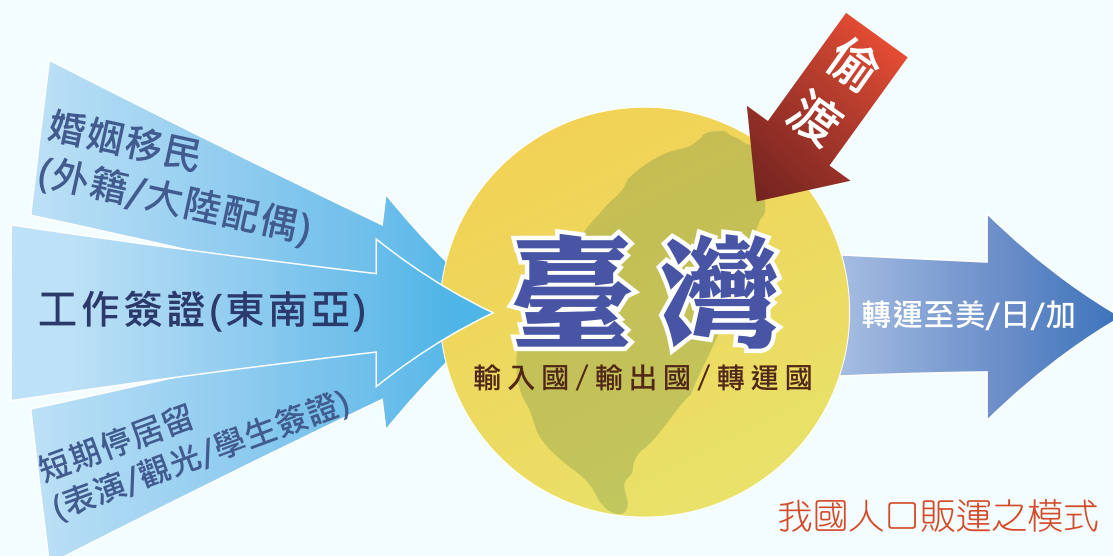 偷渡
婚姻移民
(外籍/大陸配偶)
工作簽證(東南亞)
短期停居留
(表演/觀光/學生簽證)
臺灣
輸入國/輸出國/轉運國
轉運至美/日/加
我國人口販運之模式